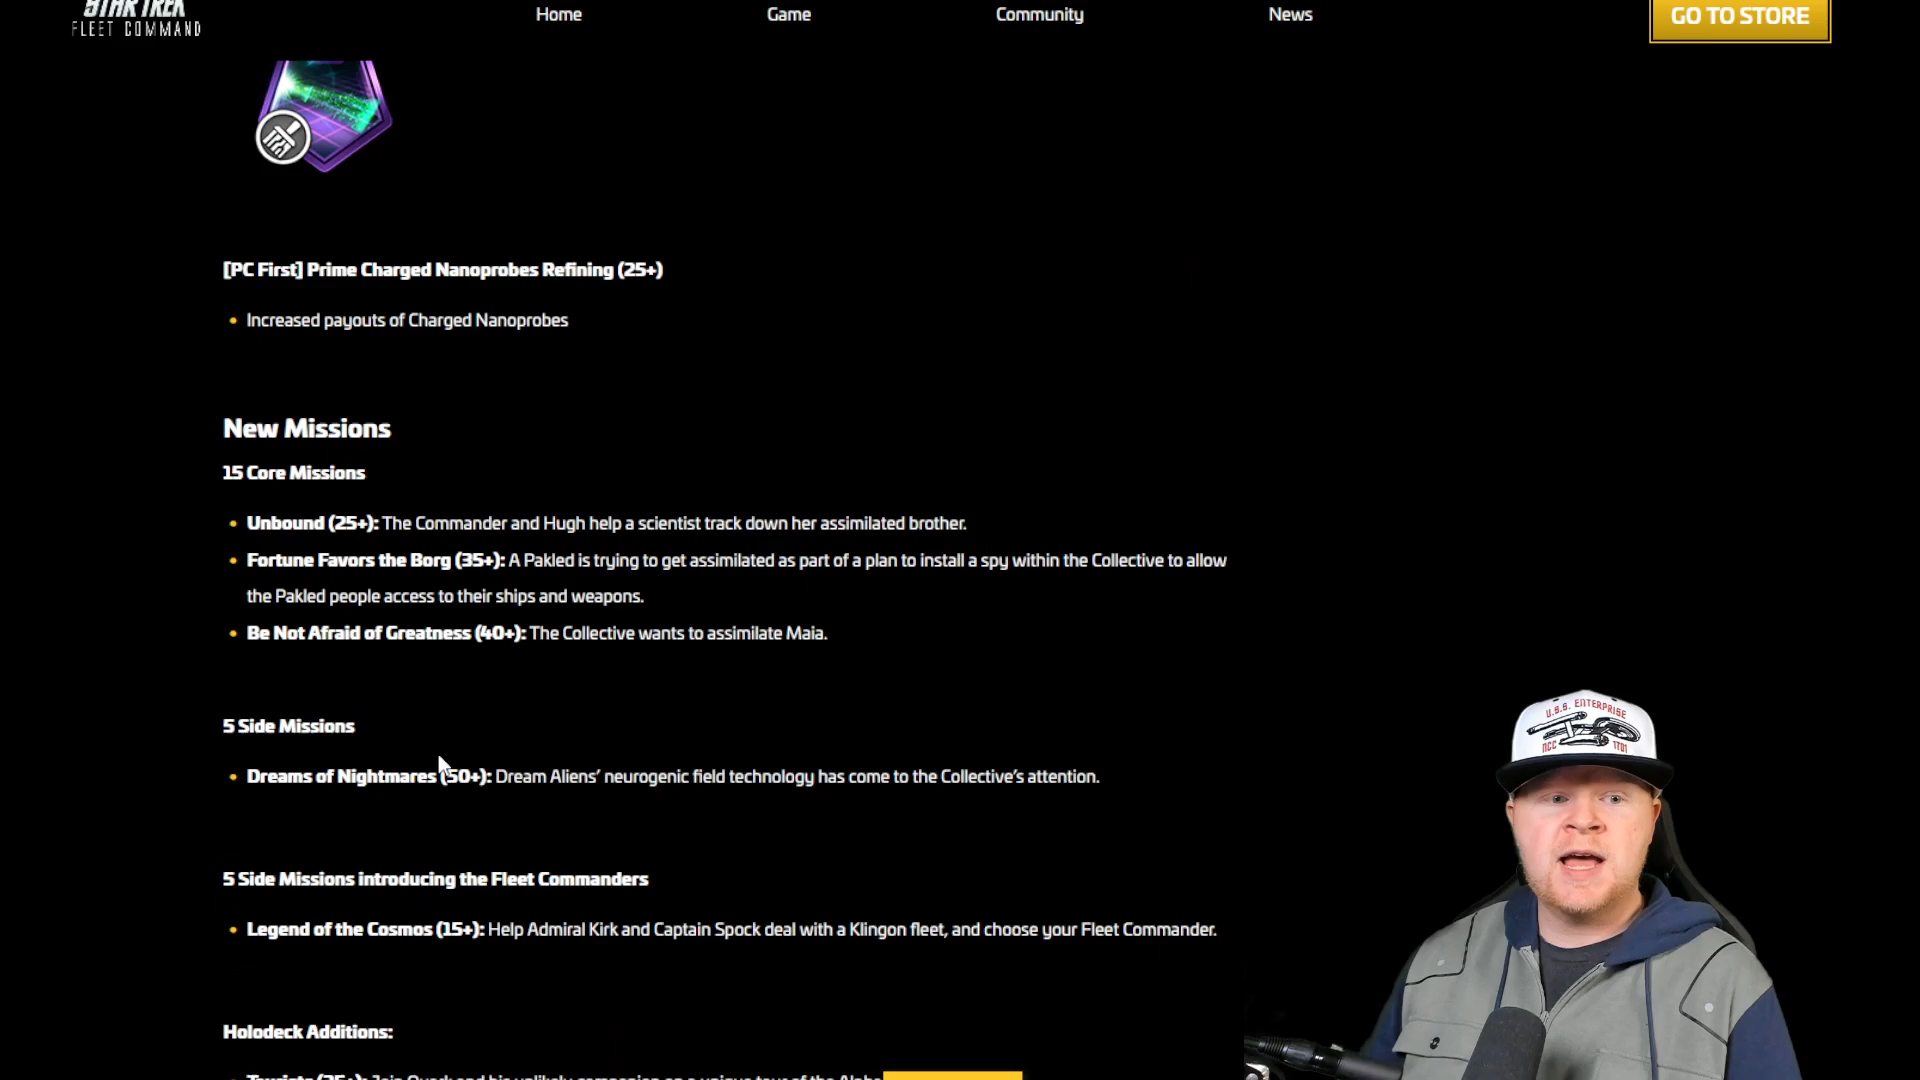 STAR TREK
FLEET COMMAND
Home
Game
Community
News
GO TO STORE
[PC First] Prime Charged Nanoprobes Refining (25+)
• Increased payouts of Charged Nanoprobes
New Missions
15 Core Missions
• Unbound (25+): The Commander and Hugh help a scientist track down her assimilated brother.
• Fortune Favors the Borg (35+): A Pakled is trying to get assimilated as part of a plan to install a spy within the Collective to allow
the Pakled people access to their ships and weapons.
• Be Not Afraid of Greatness (40+): The Collective wants to assimilate Maia.
5 Side Missions
• Dreams of Nightmares (50+): Dream Aliens’ neurogenic field technology has come to the Collective’s attention.
5 Side Missions introducing the Fleet Commanders
• Legend of the Cosmos (15+): Help Admiral Kirk and Captain Spock deal with a Klingon fleet, and choose your Fleet Commander.
Holodeck Additions:
U.S.S. ENTERPRISE
NCC 1701